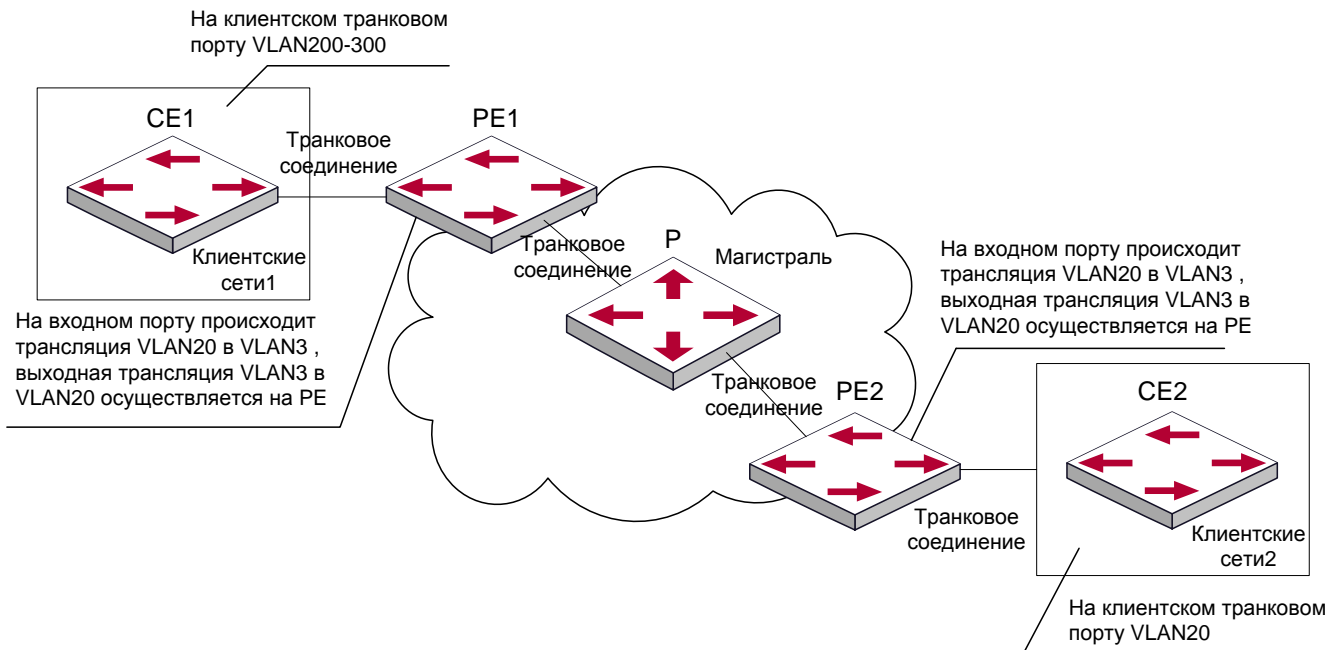 На клиентском транковом
порту VLAN200-300
CE1
PE1
Транковое
соединение
Клиентские
сети1
Транковое
соединение
P
Магистраль
На входном порту происходит
трансляция VLAN20 в VLAN3 ,
выходная трансляция VLAN3 в
VLAN20 осуществляется на PE
На входном порту происходит
трансляция VLAN20 в VLAN3 ,
выходная трансляция VLAN3 в
VLAN20 осуществляется на PE
Транковое
соединение
PE2
CE2
Транковое
соединение
Клиентские
сети2
На клиентском транковом
порту VLAN20